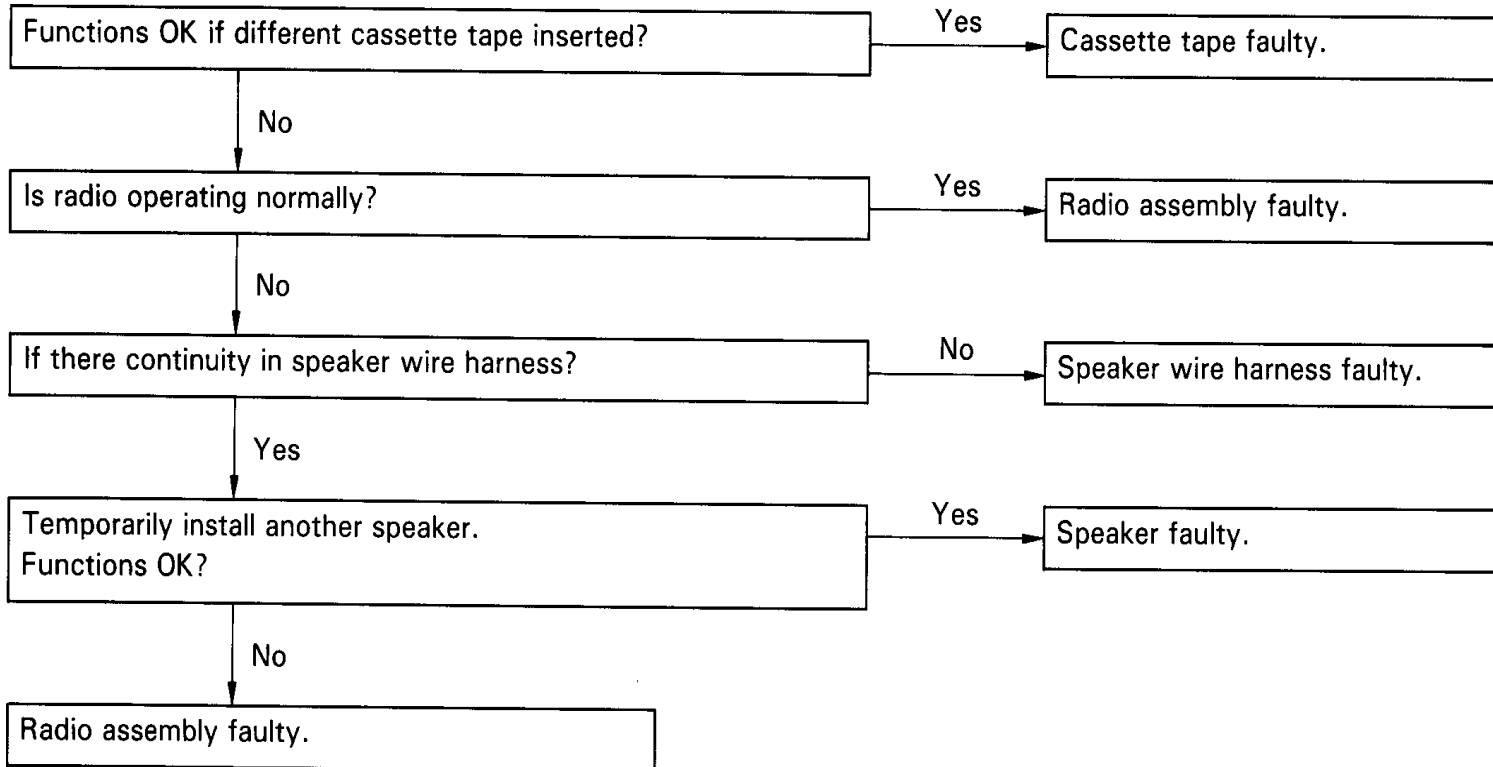 Functions OK if different cassette tape inserted?
Yes
Cassette tape faulty.
No
Is radio operating normally?
Yes
Radio assembly faulty.
No
If there continuity in speaker wire harness?
No
Speaker wire harness faulty.
Yes
Temporarily install another speaker.
Functions OK?
Yes
Speaker faulty.
No
Radio assembly faulty.